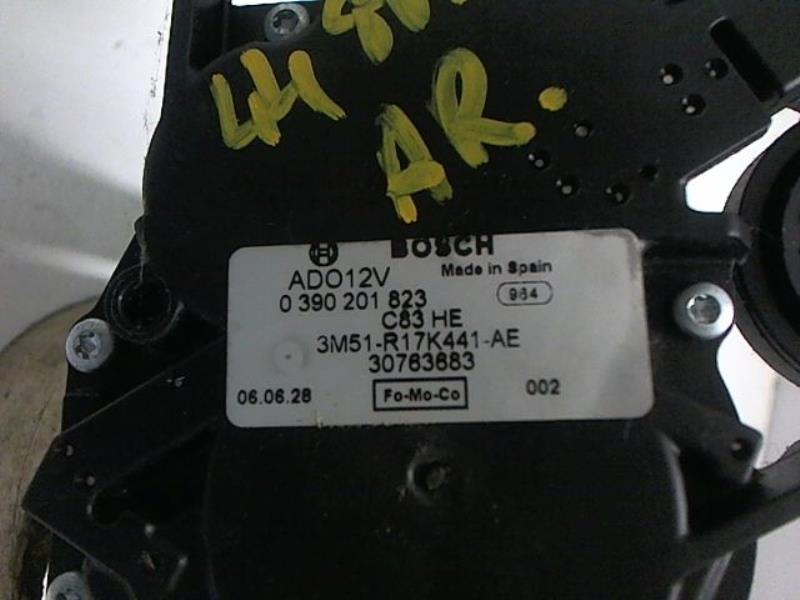 AR.
BOSCH
ADO12V
Made in Spain
0 390 201 823
964
C83 HE
3M51-R17K441-AE
30763683
06.06.28
Fo-Mo-Co
002